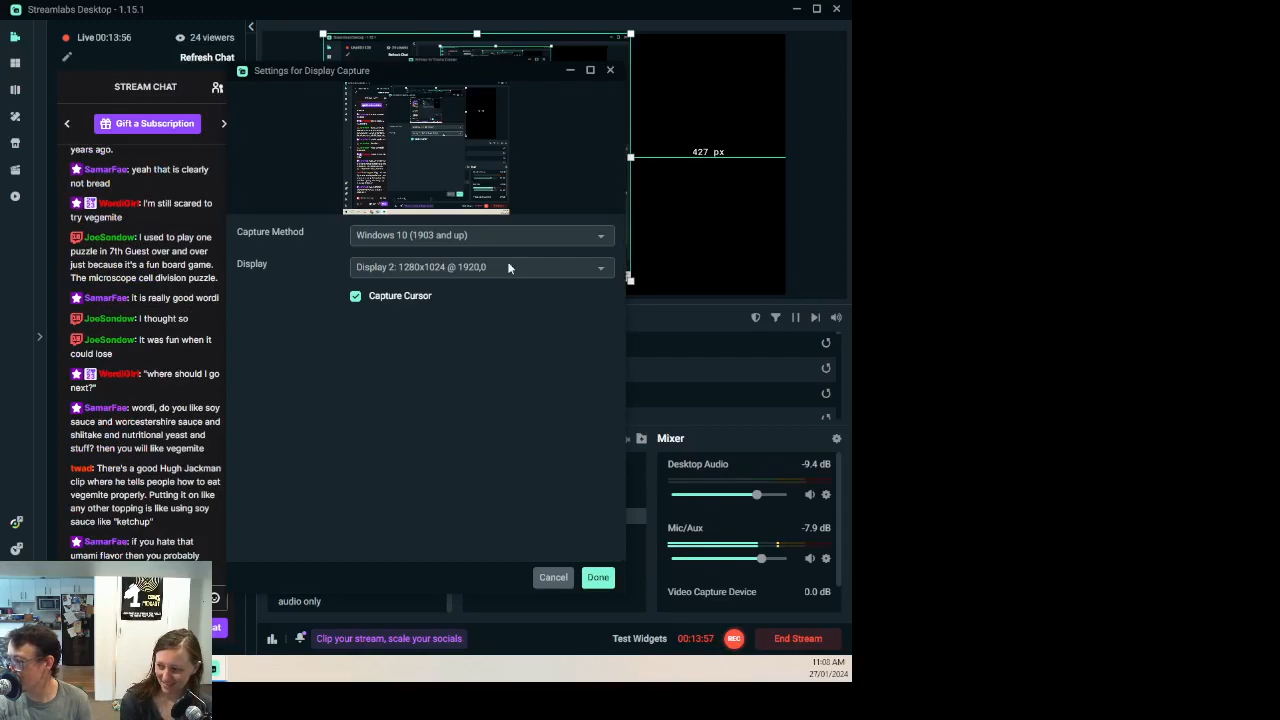 Streamlabs Desktop - 1.15.1
Live 00:13:56
24 viewers
Refresh Chat
STREAM CHAT
Gift a Subscription
years ago.
SamarFae: yeah that is clearly
not bread
WordiGirl: I'm still scared to
try vegemite
JoeSondow: I used to play one
puzzle in 7th Guest over and over
just because it's a fun board game.
The microscope cell division puzzle.
SamarFae: it is really good wordi
JoeSondow: I thought so
JoeSondow: It was fun when it
could lose
WordiGirl: "where should I go
next?"
SamarFae: wordi, do you like soy
sauce and worcestershire sauce and
shiitake and nutritional yeast and
stuff? then you will like vegemite
twad: There's a good Hugh Jackman
clip where he tells people how to eat
vegemite properly. Putting it on like
any other topping is like using soy
sauce like "ketchup"
SamarFae: if you hate that
umami flavor then you probably
Settings for Display Capture
Capture Method
Windows 10 (1903 and up)
Display
Display 2: 1280x1024 @ 1920,0
Capture Cursor
Cancel
Done
427 px
Mixer
Desktop Audio
-9.4 dB
Mic/Aux
-7.9 dB
Video Capture Device
0.0 dB
audio only
Clip your stream, scale your socials
Test Widgets
00:13:57
REC
End Stream
11:08 AM
27/01/2024